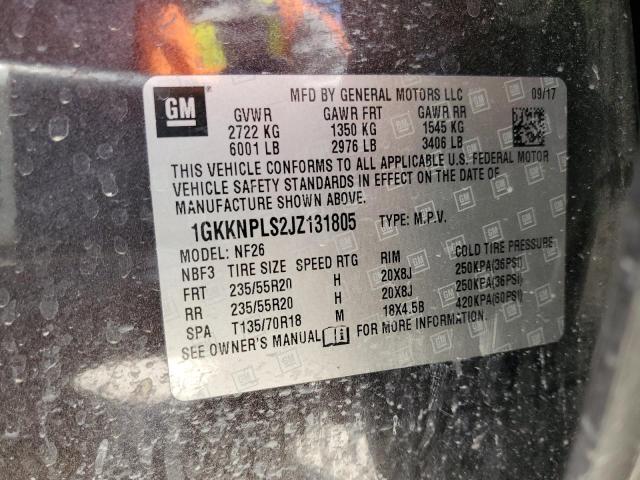 GM
MFD BY GENERAL MOTORS LLC 09/17
GVWR GAWR FRT GAWR RR
2722 KG 1350 KG 1545 KG
6001 LB 2976 LB 3406 LB
THIS VEHICLE CONFORMS TO ALL APPLICABLE U.S. FEDERAL MOTOR
VEHICLE SAFETY STANDARDS IN EFFECT ON THE DATE OF
MANUFACTURE SHOWN ABOVE.
1GKKNPLS2JZ131805 TYPE: M.P.V.
MODEL: NF26
NBF3 TIRE SIZE SPEED RTG RIM COLD TIRE PRESSURE
FRT 235/55R20 H 20X8J 250KPA(36PSI)
RR 235/55R20 H 20X8J 250KPA(36PSI)
SPA T135/70R18 M 18X4.5B 420KPA(60PSI)
SEE OWNER'S MANUAL FOR MORE INFORMATION.